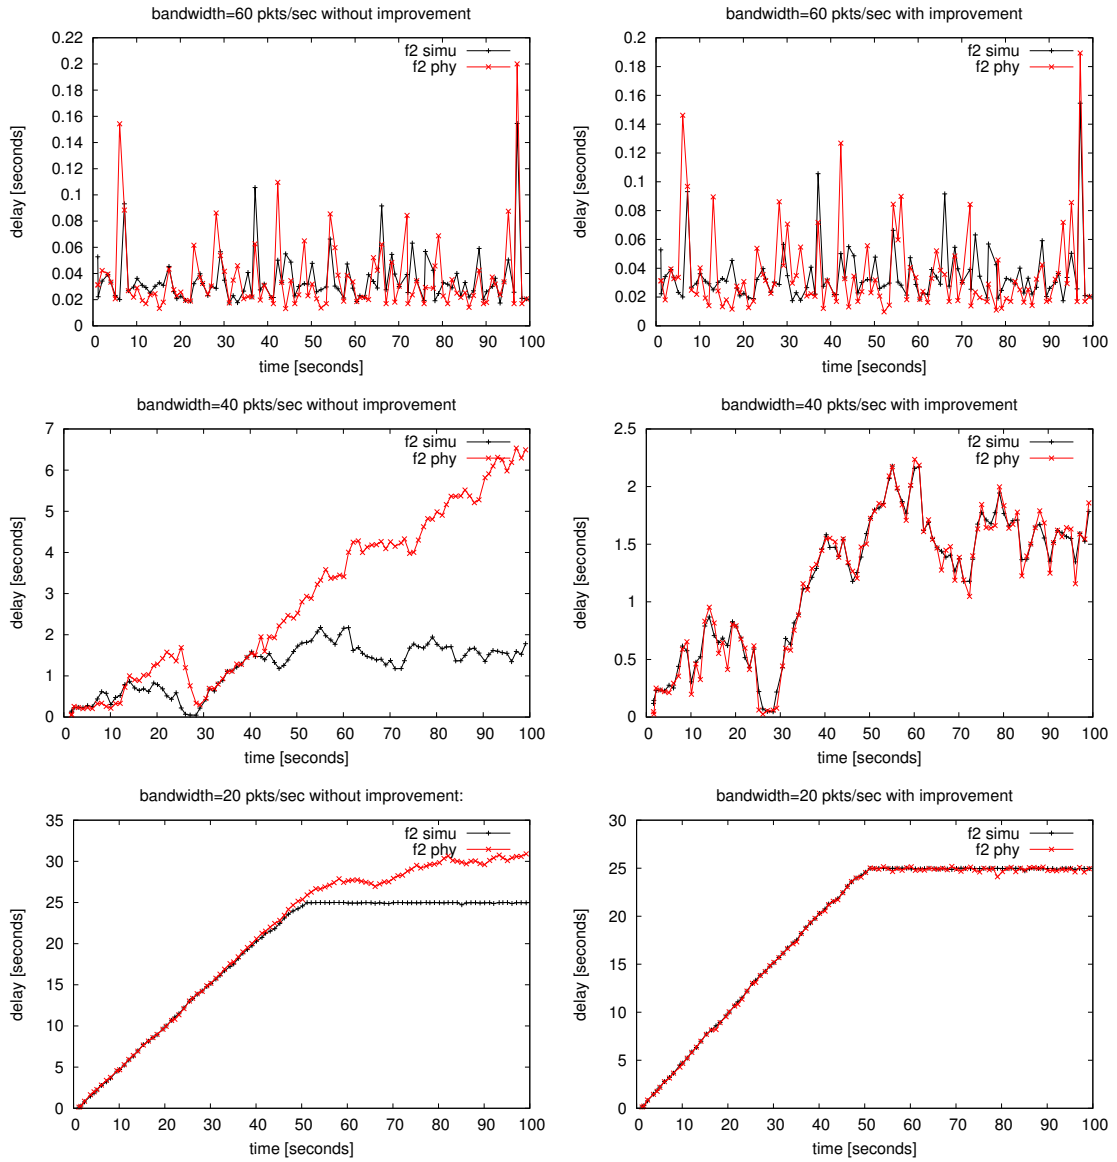 bandwidth=60 pkts/sec without improvement
0.22
0.2
0.18
0.16
0.14
0.12
0.1
0.08
0.06
0.04
0.02
0
0 10 20 30 40 50 60 70 80 90 100
delay [seconds]
time [seconds]
f2 simu
f2 phy
bandwidth=60 pkts/sec with improvement
0.2
0.18
0.16
0.14
0.12
0.1
0.08
0.06
0.04
0.02
0
0 10 20 30 40 50 60 70 80 90 100
delay [seconds]
time [seconds]
f2 simu
f2 phy
bandwidth=40 pkts/sec without improvement
7
6
5
4
3
2
1
0
0 10 20 30 40 50 60 70 80 90 100
delay [seconds]
time [seconds]
f2 simu
f2 phy
bandwidth=40 pkts/sec with improvement
2.5
2
1.5
1
0.5
0
0 10 20 30 40 50 60 70 80 90 100
delay [seconds]
time [seconds]
f2 simu
f2 phy
bandwidth=20 pkts/sec without improvement:
35
30
25
20
15
10
5
0
0 10 20 30 40 50 60 70 80 90 100
delay [seconds]
time [seconds]
f2 simu
f2 phy
bandwidth=20 pkts/sec with improvement
30
25
20
15
10
5
0
0 10 20 30 40 50 60 70 80 90 100
delay [seconds]
time [seconds]
f2 simu
f2 phy